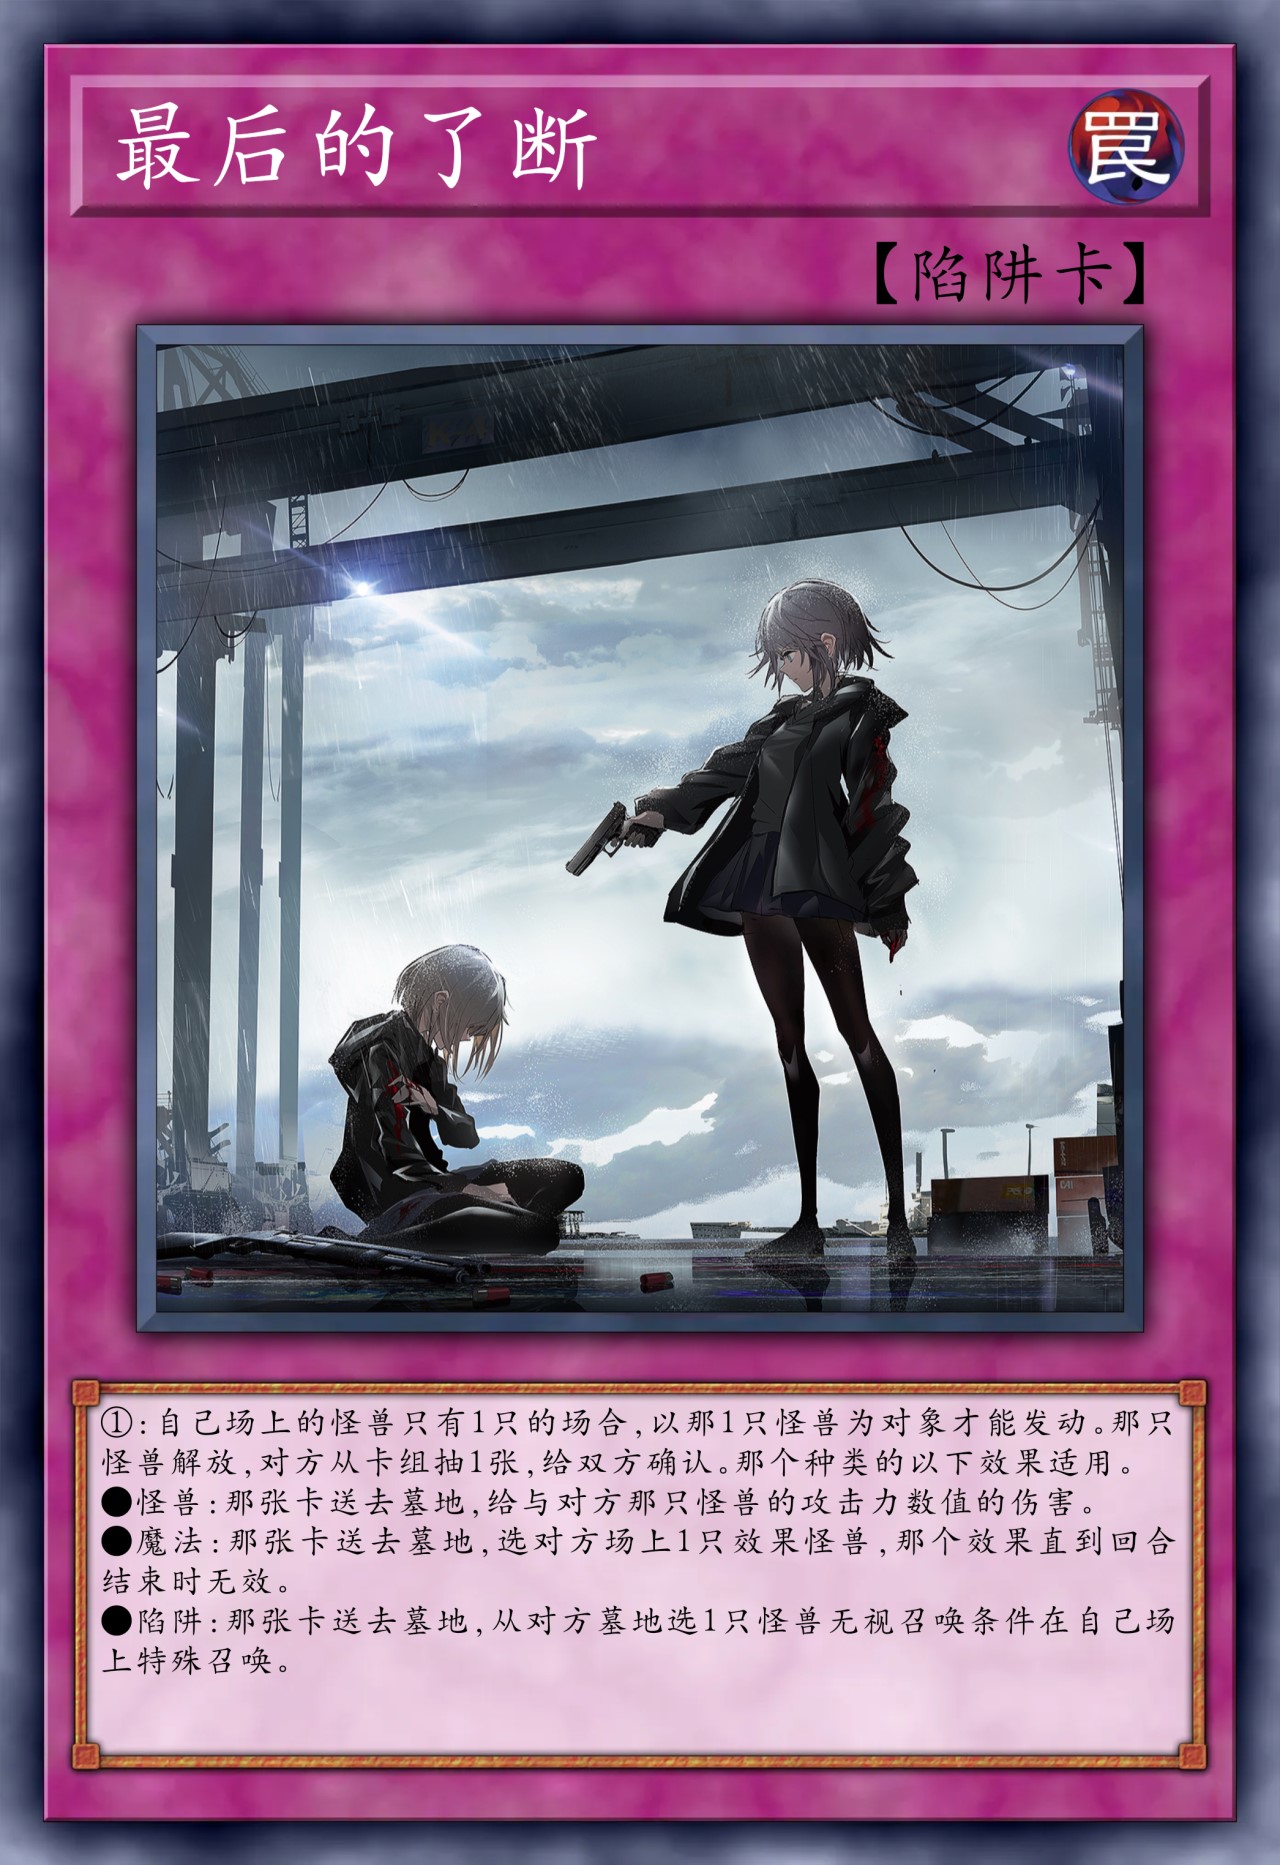 最后的了断
罠
【陷阱卡】
①:自己场上的怪兽只有1只的场合,以那1只怪兽为对象才能发动。那只
怪兽解放,对方从卡组抽1张,给双方确认。那个种类的以下效果适用。
●怪兽:那张卡送去墓地,给与对方那只怪兽的攻击力数值的伤害。
●魔法:那张卡送去墓地,选对方场上1只效果怪兽,那个效果直到回合
结束时无效。
●陷阱:那张卡送去墓地,从对方墓地选1只怪兽无视召唤条件在自己场
上特殊召唤。